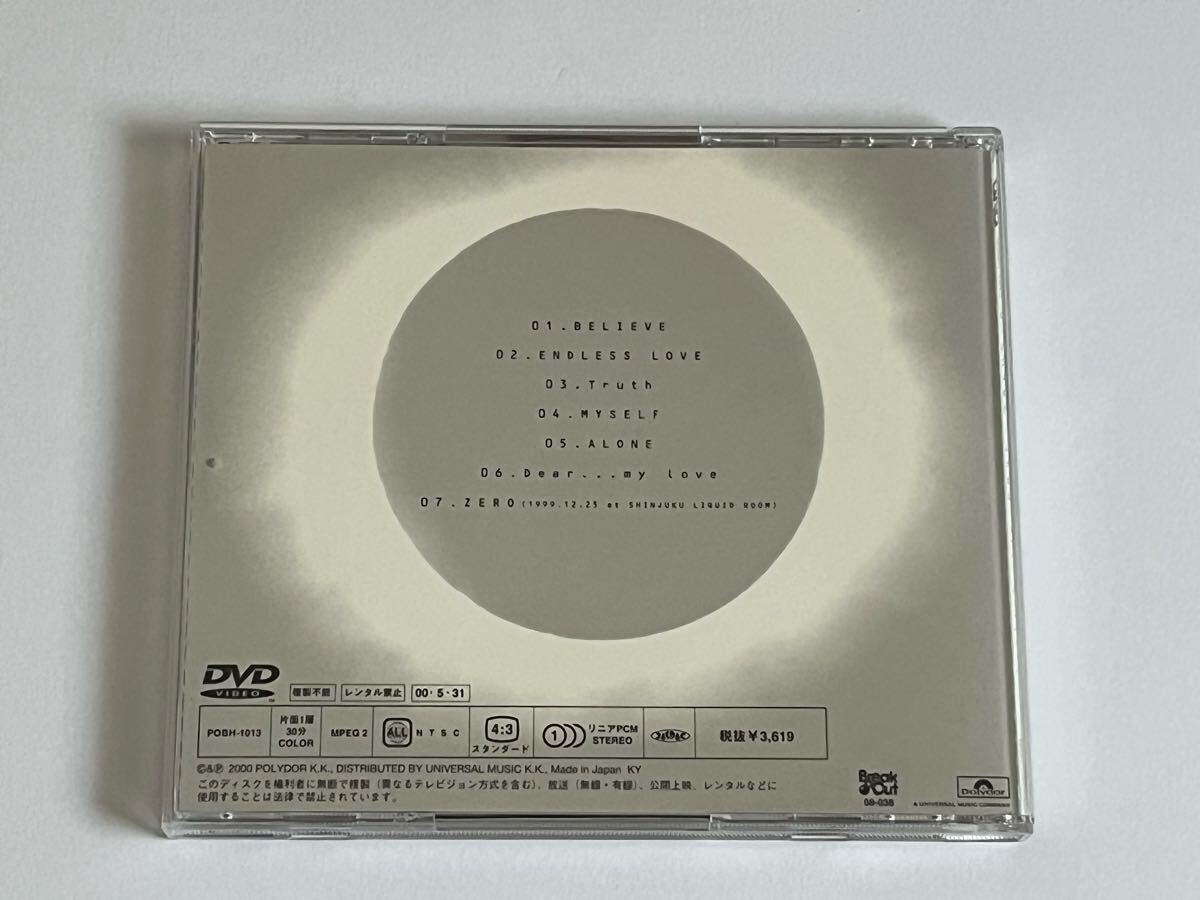 01.BELIEVE
02.ENDLESS LOVE
03.Truth
04.MYSELF
05.ALONE
06.Dear...my love
07.ZERO(1999.12.25 at SHINJUKU LIQUID ROOM)
DVD
VIDEO
TM
複製不能 レンタル禁止 00・5・31
POBH-1013 片面1層 30分 COLOR MPEG 2 ALL NTSC 4:3 スタンダード 1 リニアPCM STEREO 税抜¥3,619
©&℗ 2000 POLYDOR K.K., DISTRIBUTED BY UNIVERSAL MUSIC K.K., Made in Japan KY
このディスクを権利者に無断で複製(異なるテレビジョン方式を含む)、放送(無線・有線)、公開上映、レンタルなどに
使用することは法律で禁止されています。
Break Out
08-038
Polydor
A UNIVERSAL MUSIC COMPANY